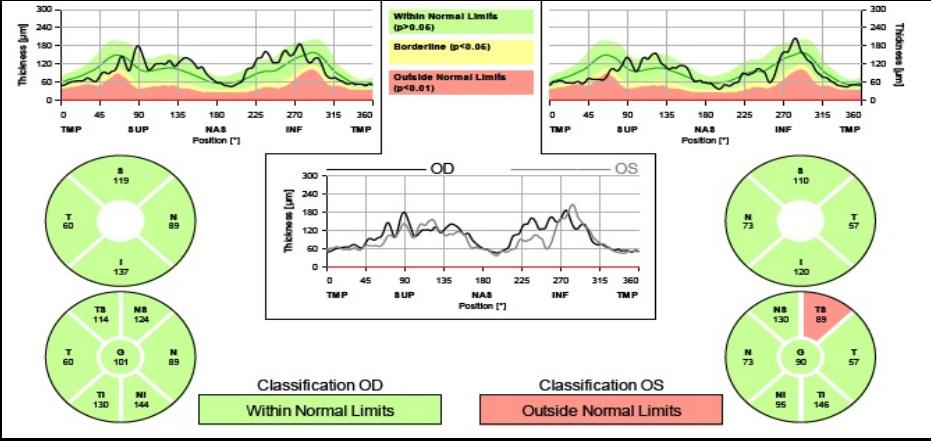 Within Normal Limits
(p>0.05)
Borderline (p<0.05)
Outside Normal Limits
(p<0.01)
Thickness [µm]
300
240
180
120
60
0
0 45 90 135 180 225 270 315 360
TMP SUP NAS INF TMP
Position [°]
300
240
180
120
60
0
Thickness [µm]
0 45 90 135 180 225 270 315 360
TMP SUP NAS INF TMP
Position [°]
OD OS
Thickness [µm]
300
240
180
120
60
0
0 45 90 135 180 225 270 315 360
TMP SUP NAS INF TMP
Position [°]
S
119
T N
60 89
I
137
S
110
N T
73 57
I
120
TS NS
114 124
T G N
60 101 89
TI NI
130 144
NS TS
130 89
N G T
73 90 57
NI TI
95 146
Classification OD
Within Normal Limits
Classification OS
Outside Normal Limits